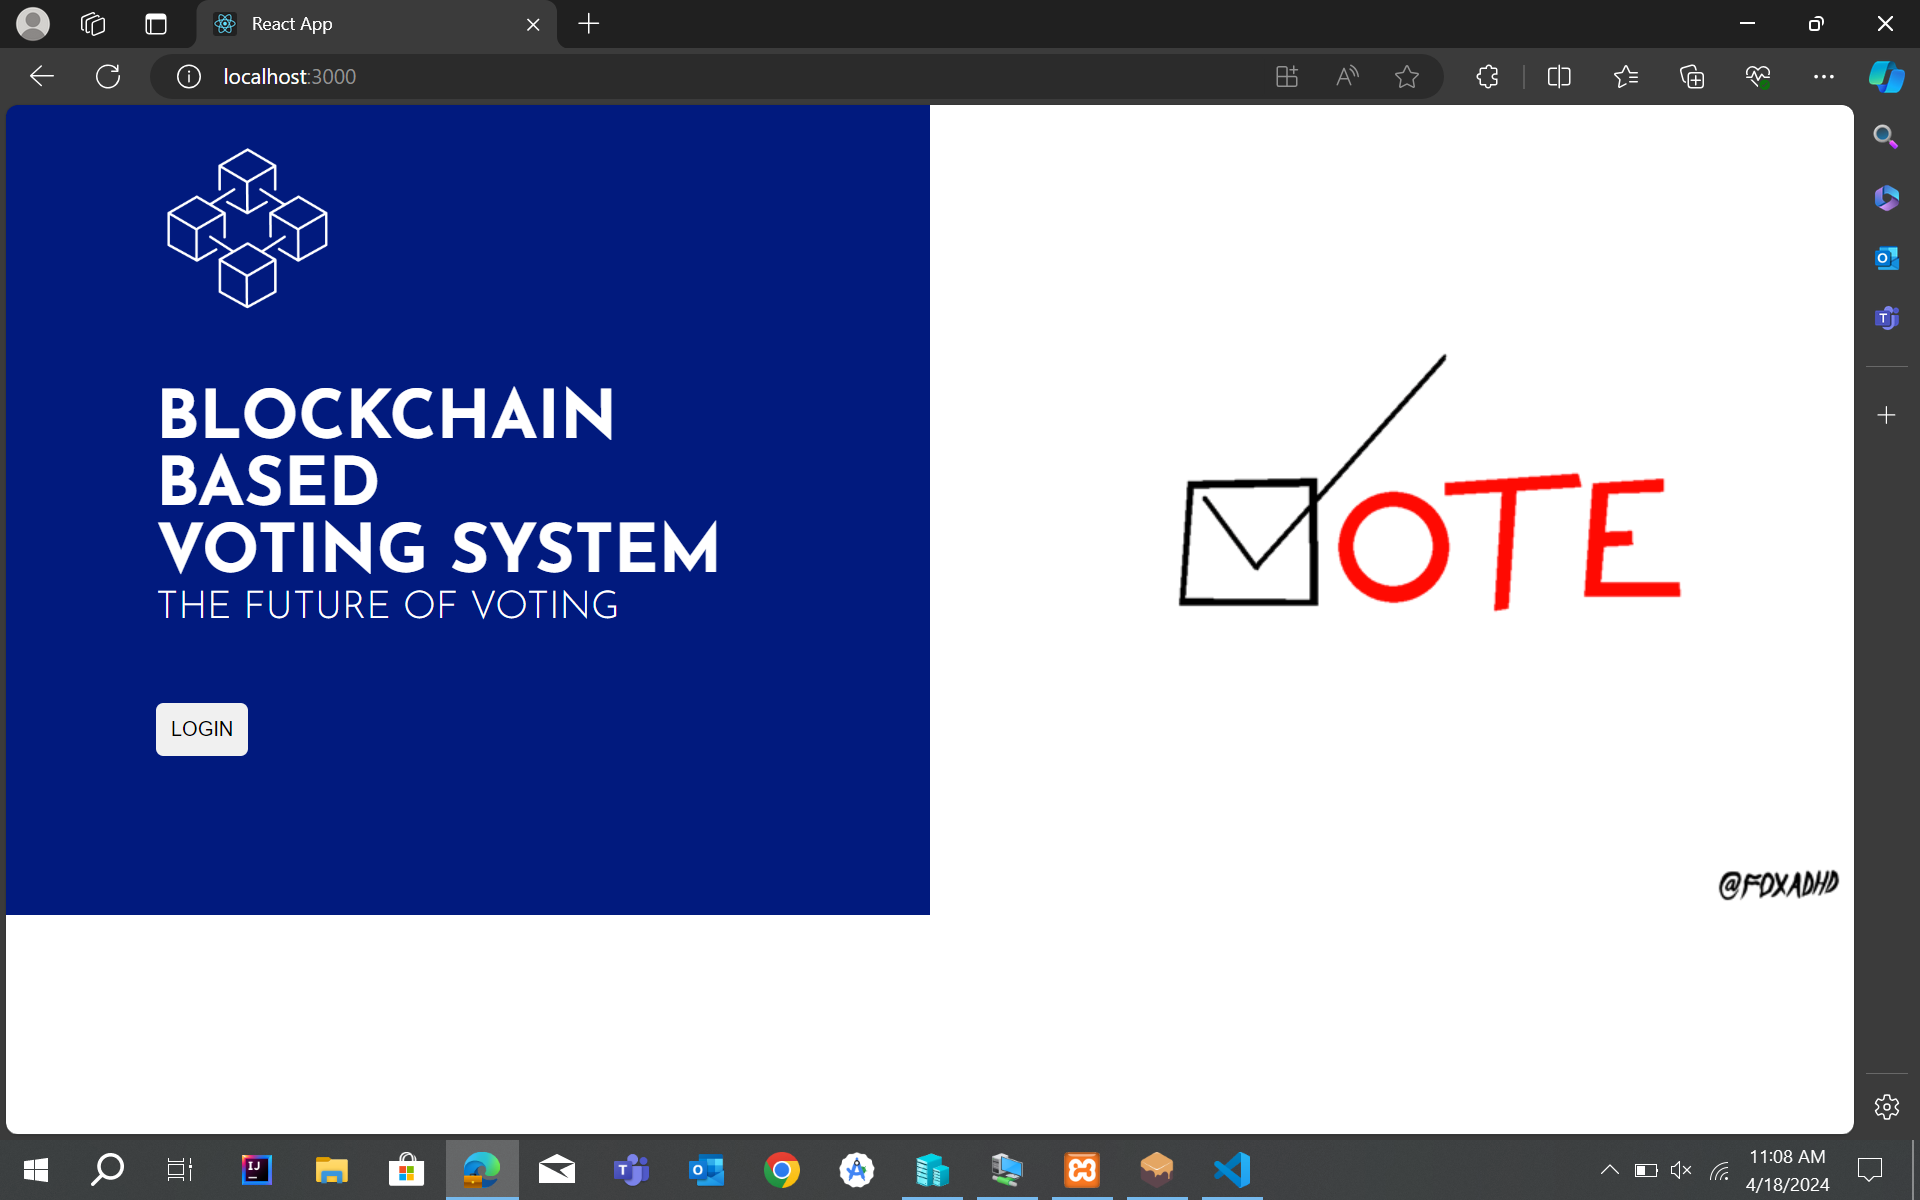 React App
localhost:3000
BLOCKCHAIN
BASED
VOTING SYSTEM
THE FUTURE OF VOTING
LOGIN
VOTE
@FOXADHD
11:08 AM
4/18/2024